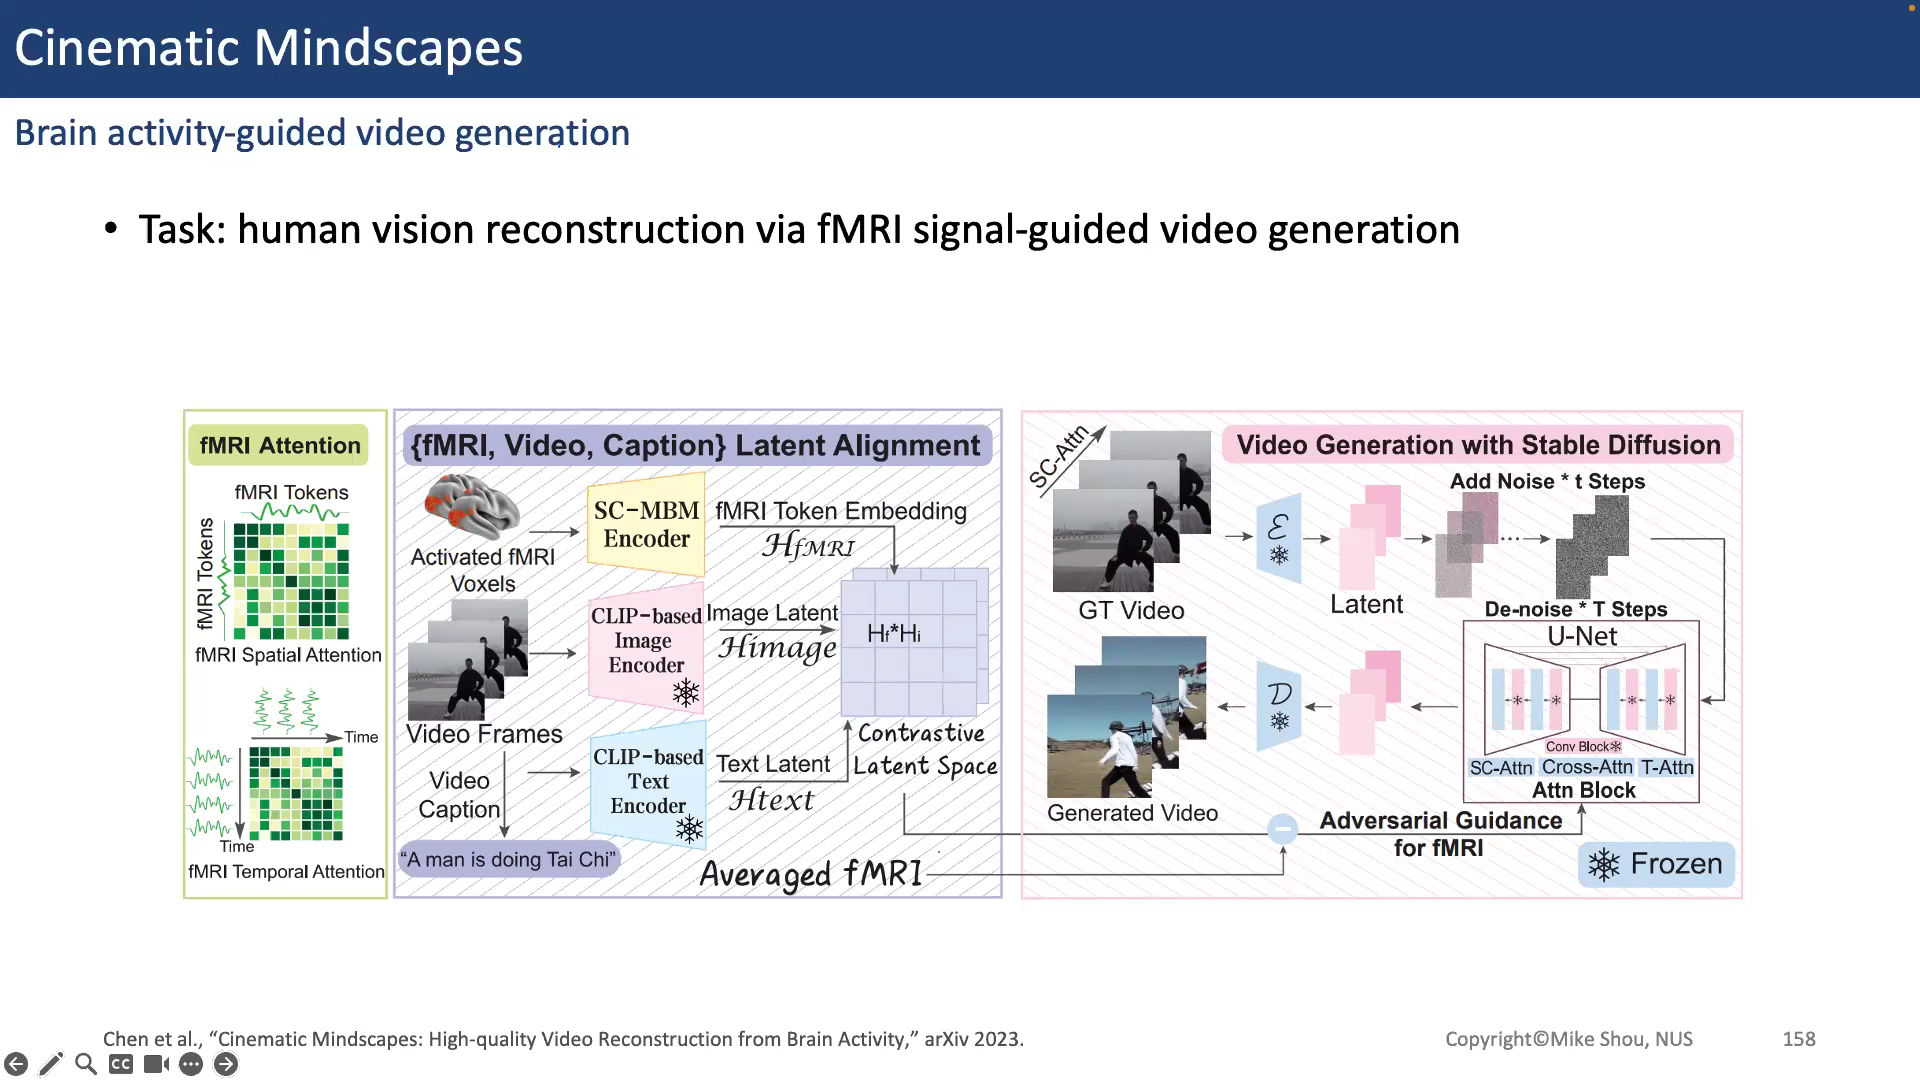 Cinematic Mindscapes
Brain activity-guided video generation
• Task: human vision reconstruction via fMRI signal-guided video generation
fMRI Attention
fMRI Tokens
fMRI Tokens
fMRI Spatial Attention
Time
Time
fMRI Temporal Attention
{fMRI, Video, Caption} Latent Alignment
Activated fMRI
Voxels
SC-MBM
Encoder
fMRI Token Embedding
HfMRI
Video Frames
CLIP-based
Image
Encoder
Image Latent
Himage
Hf*Hi
Contrastive
Latent Space
Video
Caption
CLIP-based
Text
Encoder
Text Latent
Htext
"A man is doing Tai Chi"
Averaged fMRI
Video Generation with Stable Diffusion
SC-Attn
GT Video
ℰ
Latent
Add Noise * t Steps
...
De-noise * T Steps
U-Net
Conv Block
SC-Attn Cross-Attn T-Attn
Attn Block
D
Generated Video
Adversarial Guidance
for fMRI
Frozen
Chen et al., “Cinematic Mindscapes: High-quality Video Reconstruction from Brain Activity,” arXiv 2023.
Copyright©Mike Shou, NUS
158
CC